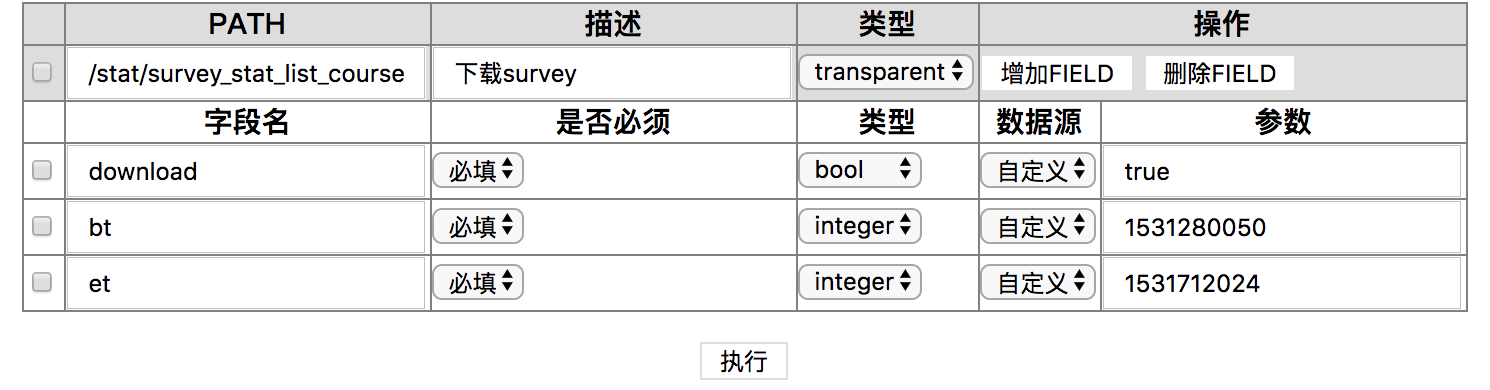 PATH 描述 类型 操作
/stat/survey_stat_list_course 下载survey transparent 增加FIELD 删除FIELD
字段名 是否必须 类型 数据源 参数
download 必填 bool 自定义 true
bt 必填 integer 自定义 1531280050
et 必填 integer 自定义 1531712024
执行